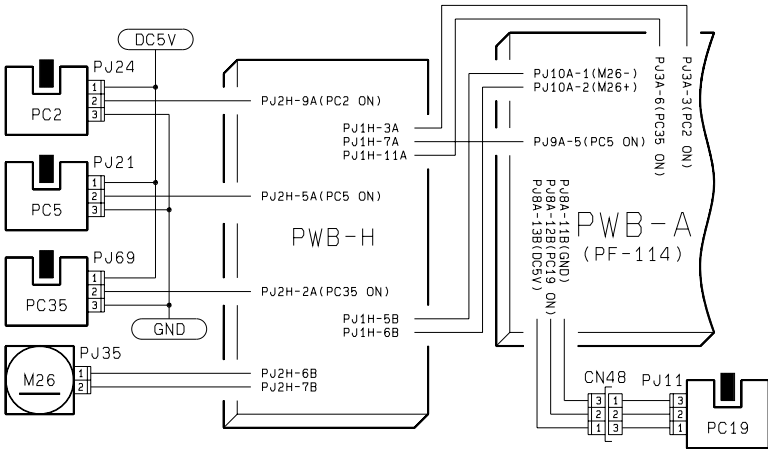 DC5V
PJ24
1
2
3
PC2
PJ2H-9A(PC2 ON)
PJ1H-3A
PJ1H-7A
PJ1H-11A
PJ10A-1(M26-)
PJ10A-2(M26+)
PJ3A-6(PC35 ON)
PJ3A-3(PC2 ON)
PJ9A-5(PC5 ON)
PJ21
1
2
3
PC5
PJ2H-5A(PC5 ON)
PWB-H
PJ8A-13B(DC5V)
PJ8A-12B(PC19 ON)
PJ8A-11B(GND)
PWB-A
(PF-114)
PJ69
1
2
3
PC35
PJ2H-2A(PC35 ON)
GND
PJ1H-5B
PJ1H-6B
PJ35
1
2
M26
PJ2H-6B
PJ2H-7B
CN48
3 1
2 2
1 3
PJ11
3
2
1
PC19